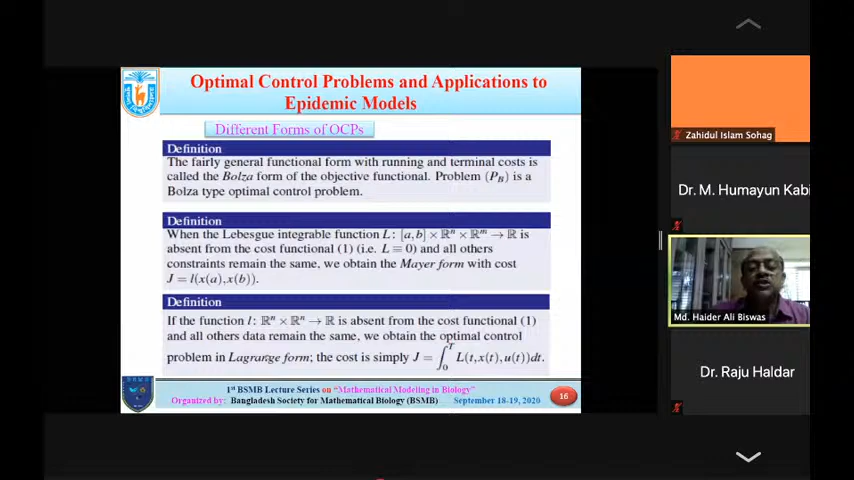 Optimal Control Problems and Applications to
Epidemic Models
Different Forms of OCPs
Definition
The fairly general functional form with running and terminal costs is
called the Bolza form of the objective functional. Problem (P_B) is a
Bolza type optimal control problem.
Definition
When the Lebesgue integrable function L: [a,b] × ℝⁿ × ℝᵐ → ℝ is
absent from the cost functional (1) (i.e. L ≡ 0) and all others
constraints remain the same, we obtain the Mayer form with cost
J = l(x(a),x(b)).
Definition
If the function l: ℝⁿ × ℝⁿ → ℝ is absent from the cost functional (1)
and all others data remain the same, we obtain the optimal control
problem in Lagrange form; the cost is simply J = ∫₀ᵀ L(t,x(t),u(t))dt.
1st BSMB Lecture Series on "Mathematical Modeling in Biology"
Organized by: Bangladesh Society for Mathematical Biology (BSMB) September 18-19, 2020
16
Zahidul Islam Sohag
Dr. M. Humayun Kabi
Md. Haider Ali Biswas
Dr. Raju Haldar